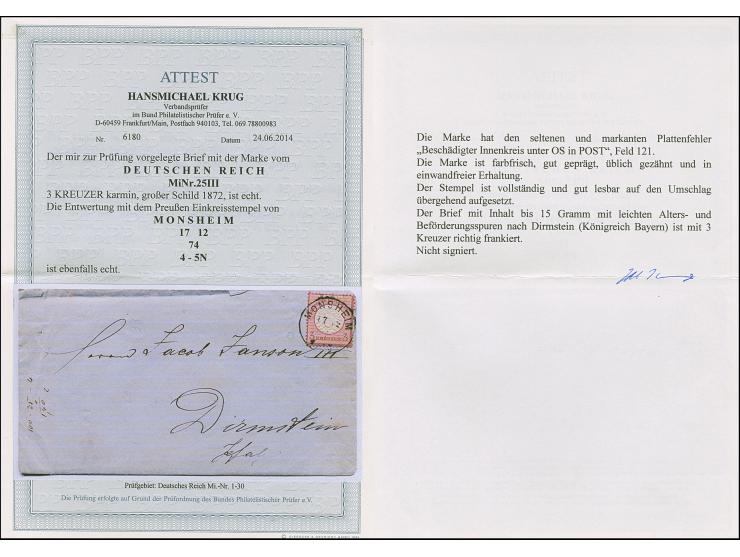 ATTEST
HANSMICHAEL KRUG
Verbandsprüfer
im Bund Philatelistischer Prüfer e. V.
D-60459 Frankfurt/Main, Postfach 940103, Tel. 069.78800983
Nr. 6180 Datum 24.06.2014
Der mir zur Prüfung vorgelegte Brief mit der Marke vom
DEUTSCHEN REICH
MiNr.25III
3 KREUZER karmin, großer Schild 1872, ist echt.
Die Entwertung mit dem Preußen Einkreisstempel von
MONSHEIM
17 12
74
4 - 5N
ist ebenfalls echt.
MONSHEIM
Herrn Jacob Janson III
Dirmstein
Pfal
Prüfgebiet: Deutsches Reich Mi.-Nr. 1-30
Die Prüfung erfolgte auf Grund der Prüfordnung des Bundes Philatelistischer Prüfer e.V.
Die Marke hat den seltenen und markanten Plattenfehler
„Beschädigter Innenkreis unter OS in POST“, Feld 121.
Die Marke ist farbfrisch, gut geprägt, üblich gezähnt und in
einwandfreier Erhaltung.
Der Stempel ist vollständig und gut lesbar auf den Umschlag
übergehend aufgesetzt.
Der Brief mit Inhalt bis 15 Gramm mit leichten Alters- und
Beförderungsspuren nach Dirmstein (Königreich Bayern) ist mit 3
Kreuzer richtig frankiert.
Nicht signiert.